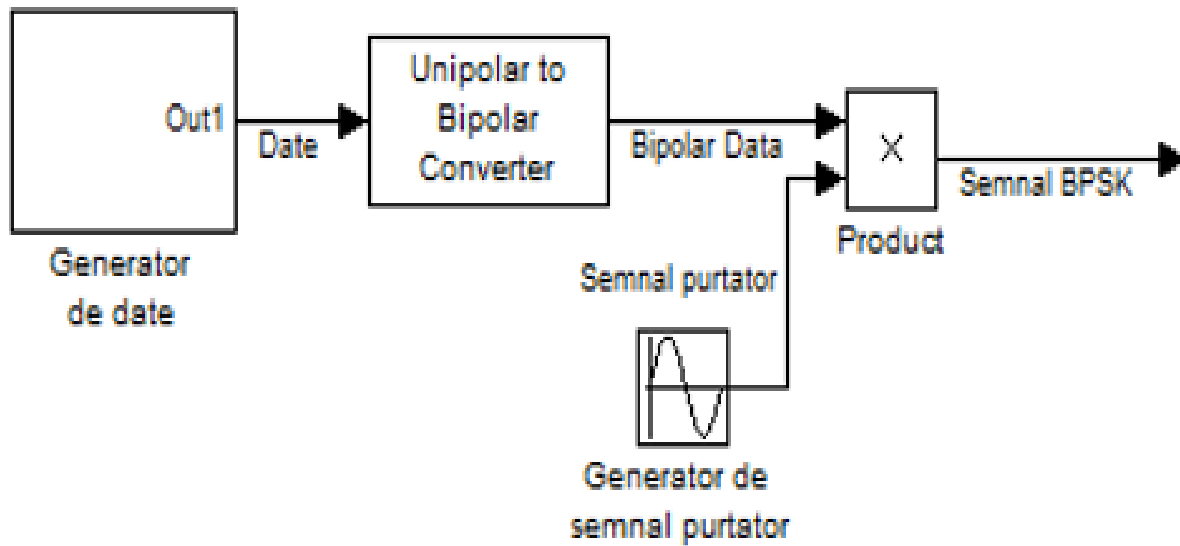 Out1
Date
Generator
de date
Unipolar to
Bipolar
Converter
Bipolar Data
X
Product
Semnal BPSK
Semnal purtator
Generator de
semnal purtator